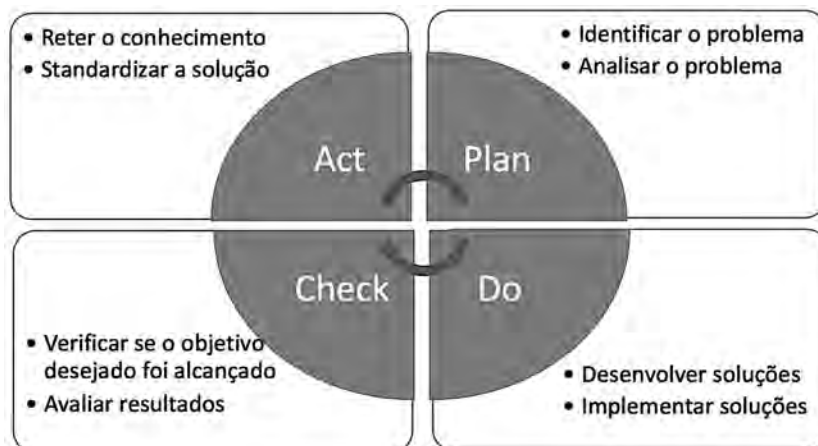 • Reter o conhecimento
• Standardizar a solução
• Identificar o problema
• Analisar o problema
Act
Plan
Check
Do
• Verificar se o objetivo
desejado foi alcançado
• Avaliar resultados
• Desenvolver soluções
• Implementar soluções